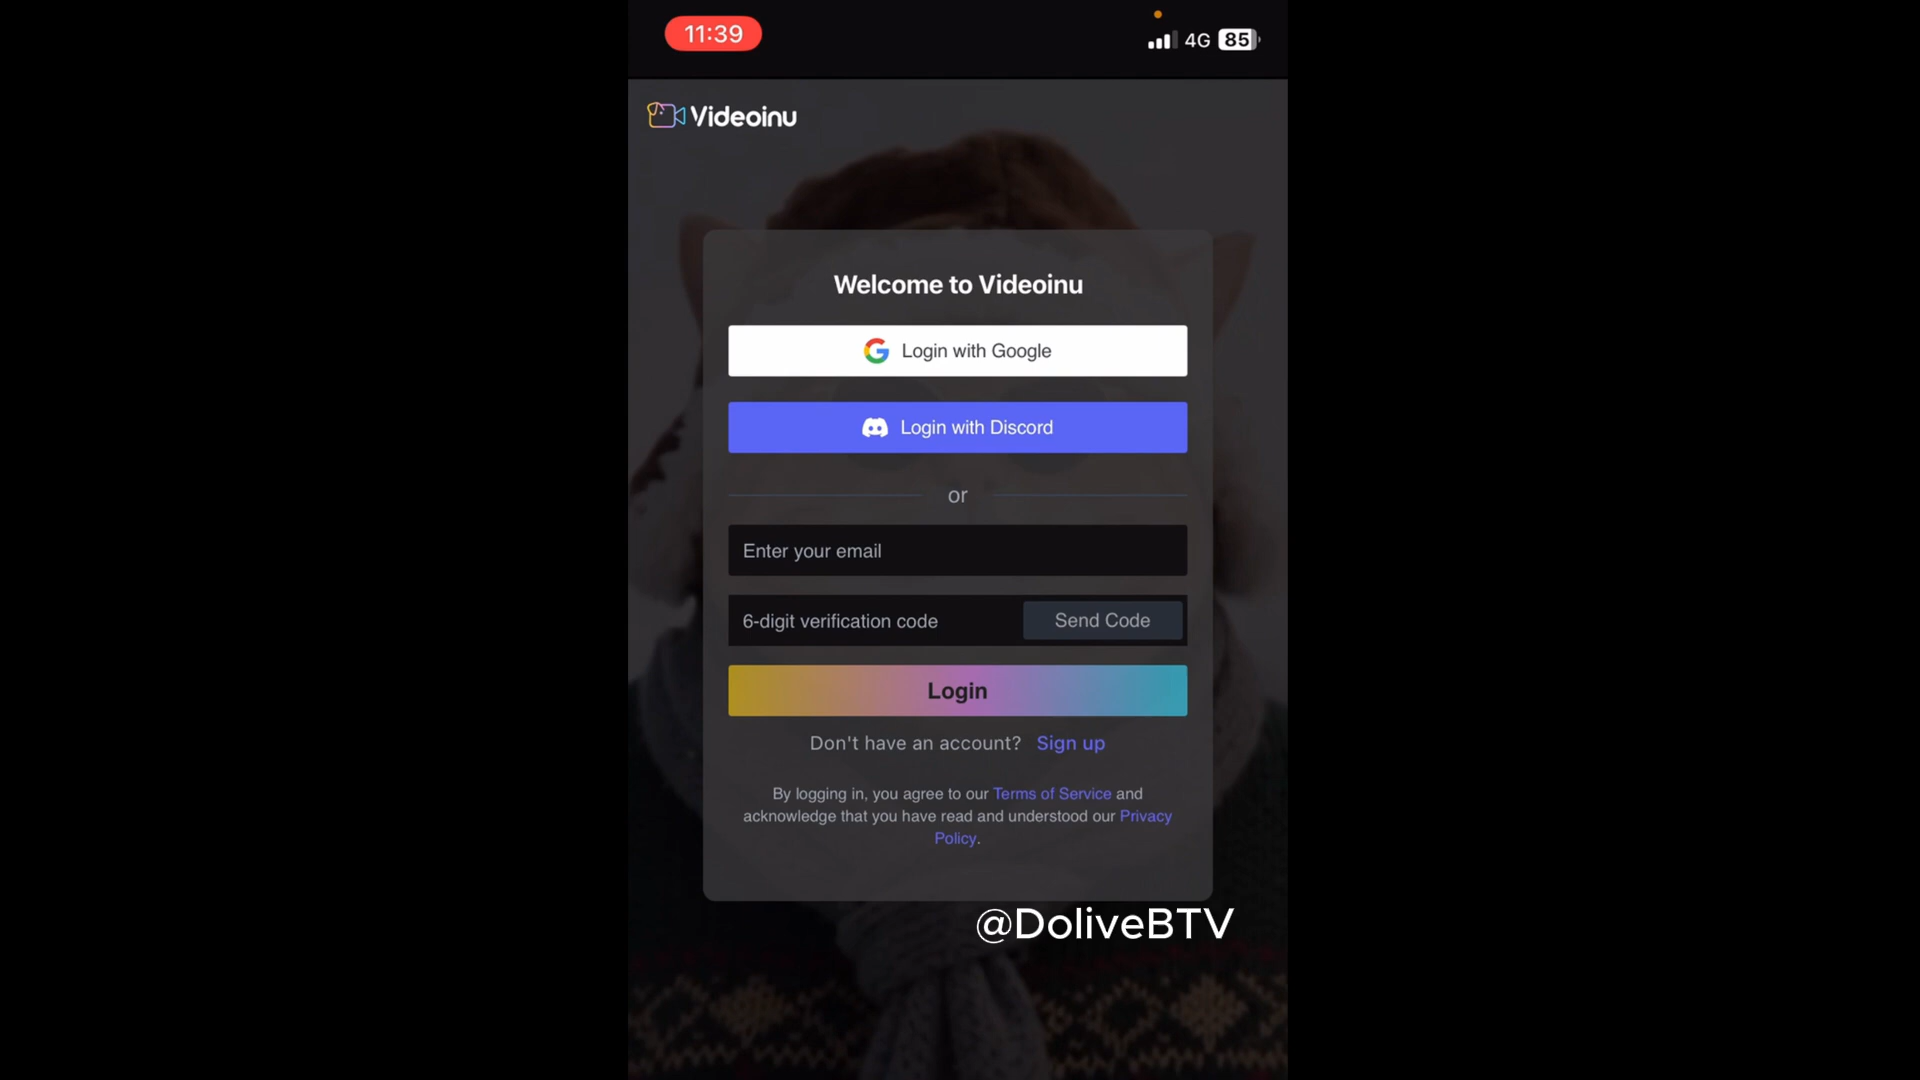 11:39
4G 85
Videoinu
Welcome to Videoinu
Login with Google
Login with Discord
or
Enter your email
6-digit verification code
Send Code
Login
Don't have an account? Sign up
By logging in, you agree to our Terms of Service and
acknowledge that you have read and understood our Privacy
Policy.
@DoliveBTV